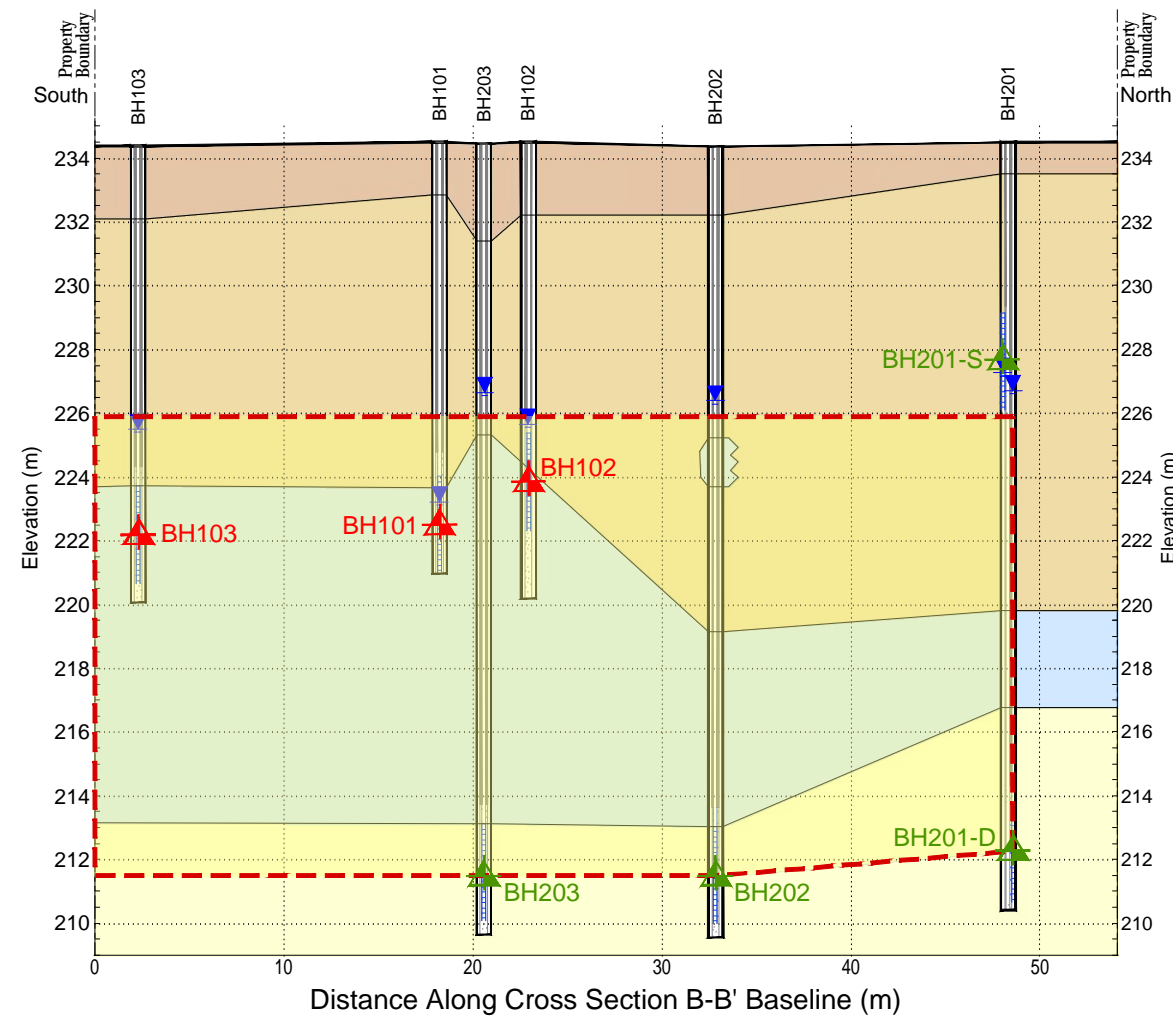 Property
Boundary
South
BH103
BH101
BH203
BH102
BH202
BH201
Property
Boundary
North
234
232
230
228
226
224
222
220
218
216
214
212
210
Elevation (m)
234
232
230
228
226
224
222
220
218
216
214
212
210
Elevation (m)
BH201-S
BH102
BH103
BH101
BH201-D
BH203
BH202
0
10
20
30
40
50
Distance Along Cross Section B-B' Baseline (m)